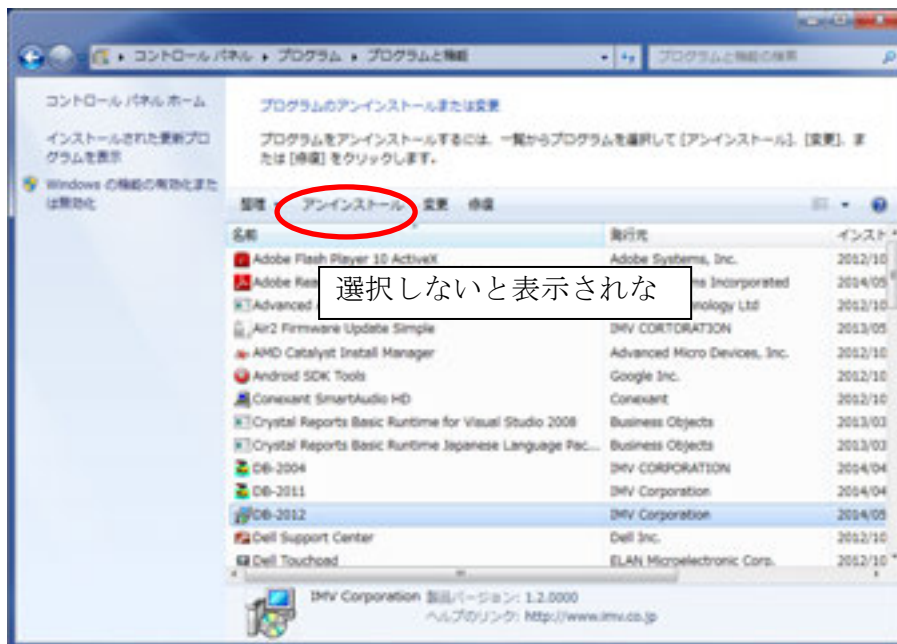 コントロール パネル ▸ プログラム ▸ プログラムと機能
プログラムと機能の検索
コントロール パネル ホーム
インストールされた更新プロ
グラムを表示
Windows の機能の有効化また
は無効化
プログラムのアンインストールまたは変更
プログラムをアンインストールするには、一覧からプログラムを選択して [アンインストール]、[変更]、ま
たは [修復] をクリックします。
整理 アンインストール 変更 修復
名前 発行元 インスト
Adobe Flash Player 10 ActiveX Adobe Systems, Inc. 2012/10
Adobe Rea ms Incorporated 2014/05
選択しないと表示されな
Advanced nology Ltd 2012/10
Air2 Firmware Update Simple IMV CORTORATION 2013/05
AMD Catalyst Install Manager Advanced Micro Devices, Inc. 2012/10
Android SDK Tools Google Inc. 2012/10
Conexant SmartAudio HD Conexant 2012/10
Crystal Reports Basic Runtime for Visual Studio 2008 Business Objects 2013/03
Crystal Reports Basic Runtime Japanese Language Pac... Business Objects 2013/03
DB-2004 IMV CORPORATION 2014/04
DB-2011 IMV Corporation 2014/04
DB-2012 IMV Corporation 2014/05
Dell Support Center Dell Inc. 2012/10
Dell Touchpad ELAN Microelectronic Corp. 2012/10
IMV Corporation 製品バージョン: 1.2.0000
ヘルプのリンク: http://www.imv.co.jp